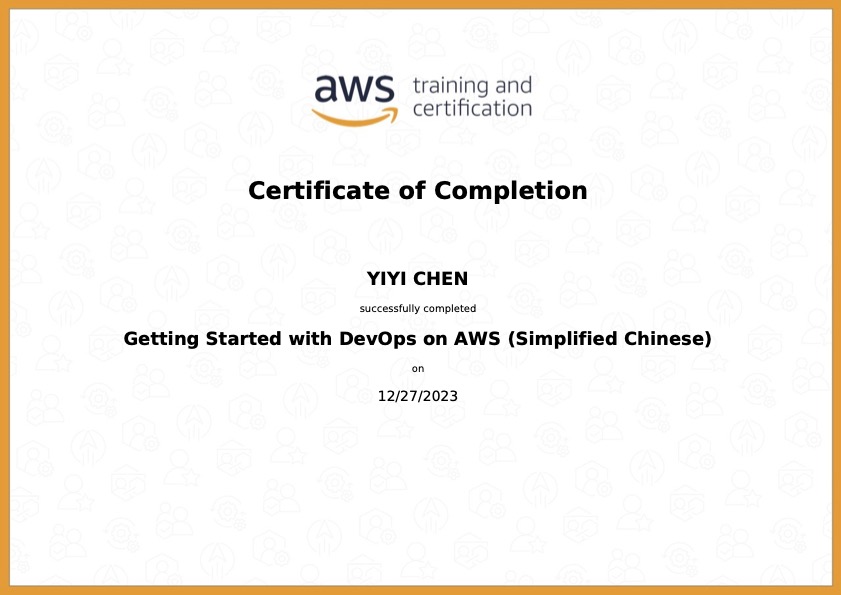 aws training and
certification
Certificate of Completion
YIYI CHEN
successfully completed
Getting Started with DevOps on AWS (Simplified Chinese)
on
12/27/2023